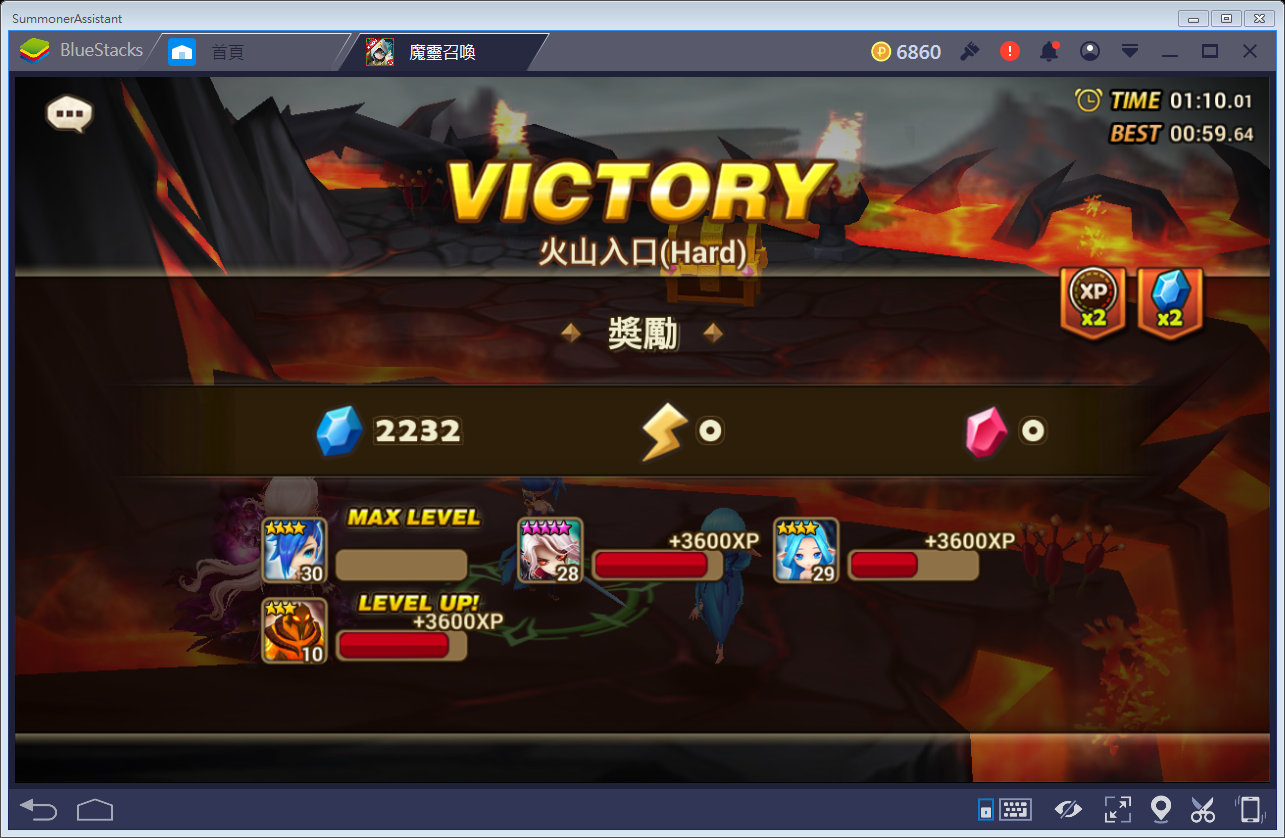 SummonerAssistant
BlueStacks
首頁
魔靈召喚
P 6860
TIME 01:10.01
BEST 00:59.64
VICTORY
火山入口(Hard)
XP
x2
x2
獎勵
2232
0
0
MAX LEVEL
30
+3600XP
28
+3600XP
29
LEVEL UP!
+3600XP
10